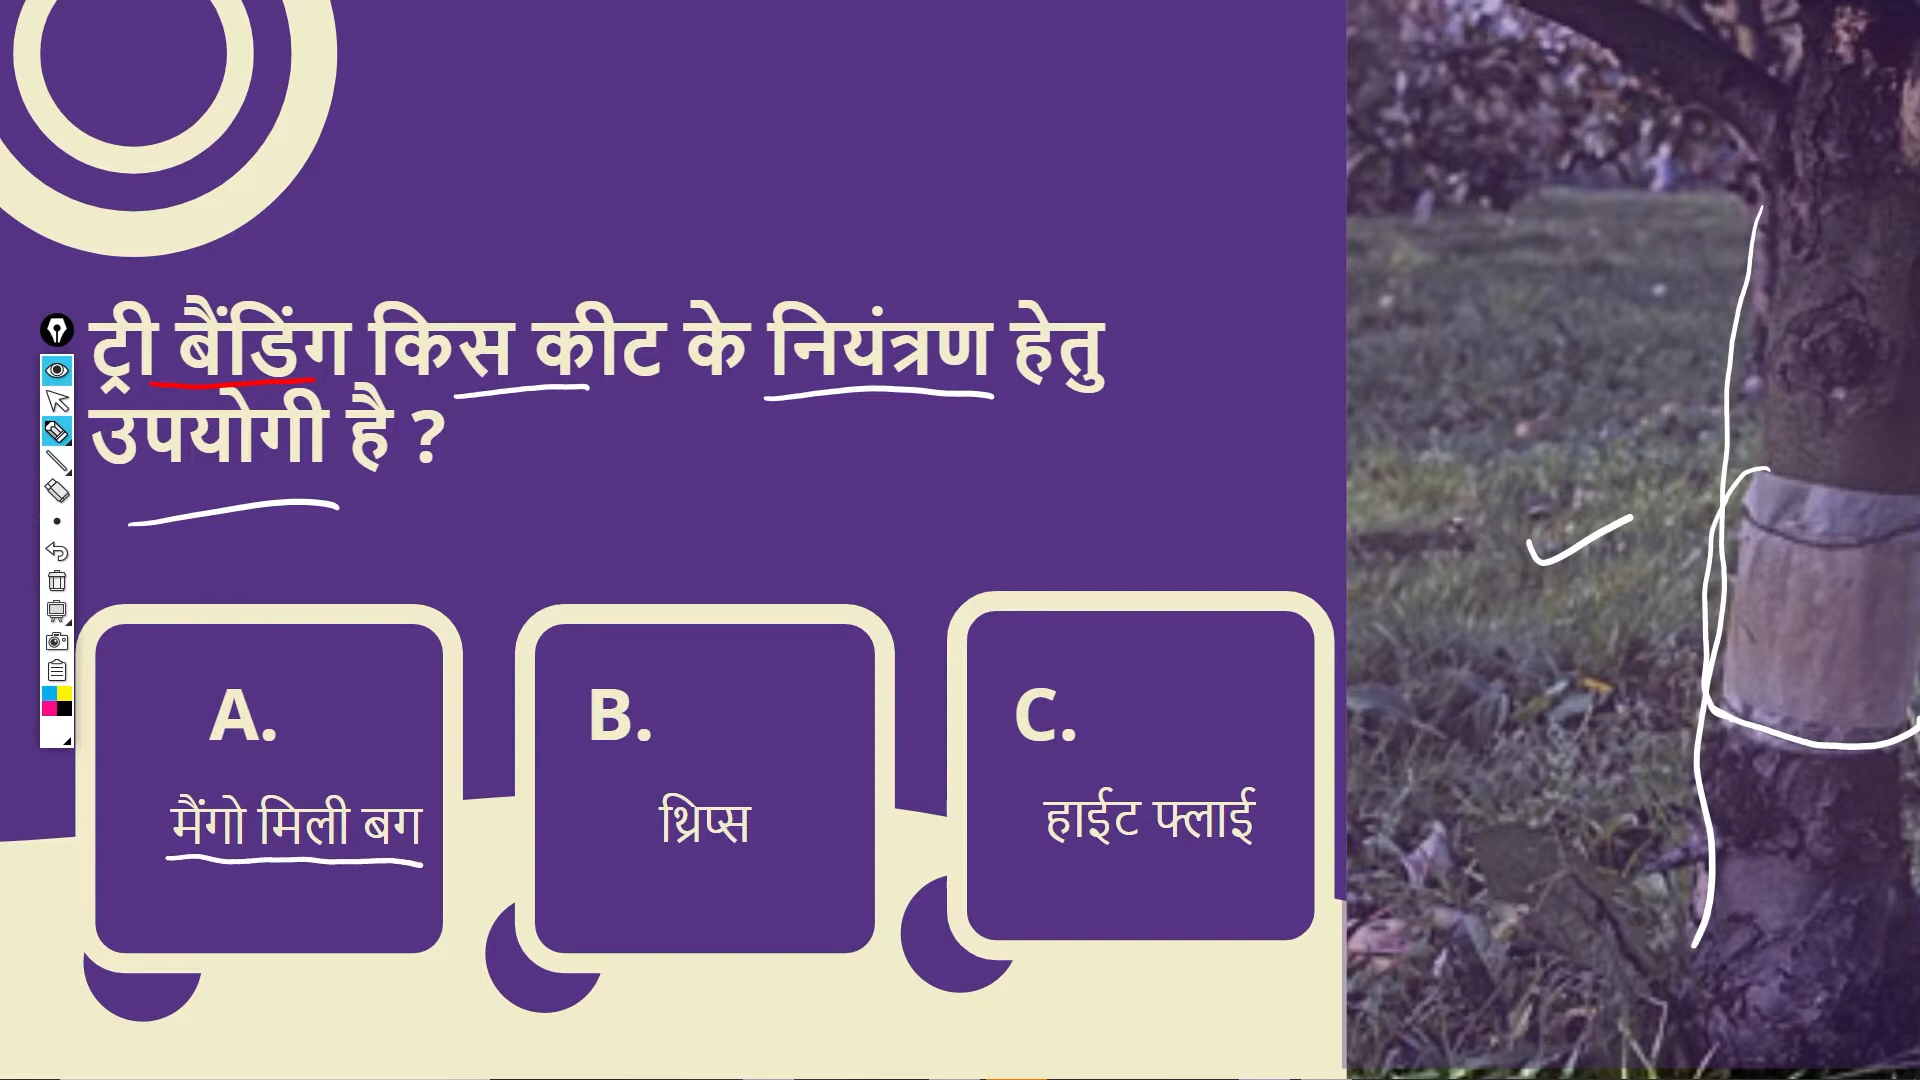 ट्री बैंडिंग किस कीट के नियंत्रण हेतु
उपयोगी है ?
A.
मैंगो मिली बग
B.
थ्रिप्स
C.
हाईट फ्लाई